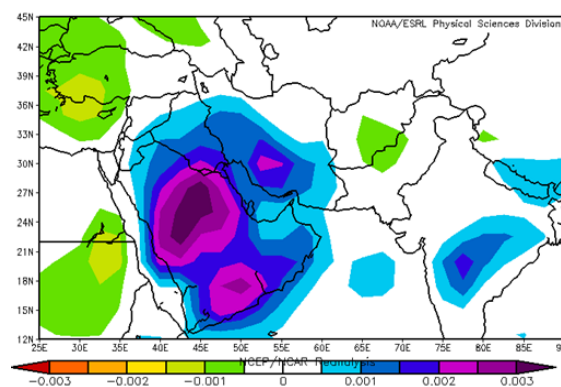 NOAA/ESRL Physical Sciences Division
45N
42N
39N
36N
33N
30N
27N
24N
21N
18N
15N
12N
25E 30E 35E 40E 45E 50E 55E 60E 65E 70E 75E 80E 85E
NCEP/NCAR Reanalysis
-0.003 -0.002 -0.001 0 0.001 0.002 0.003